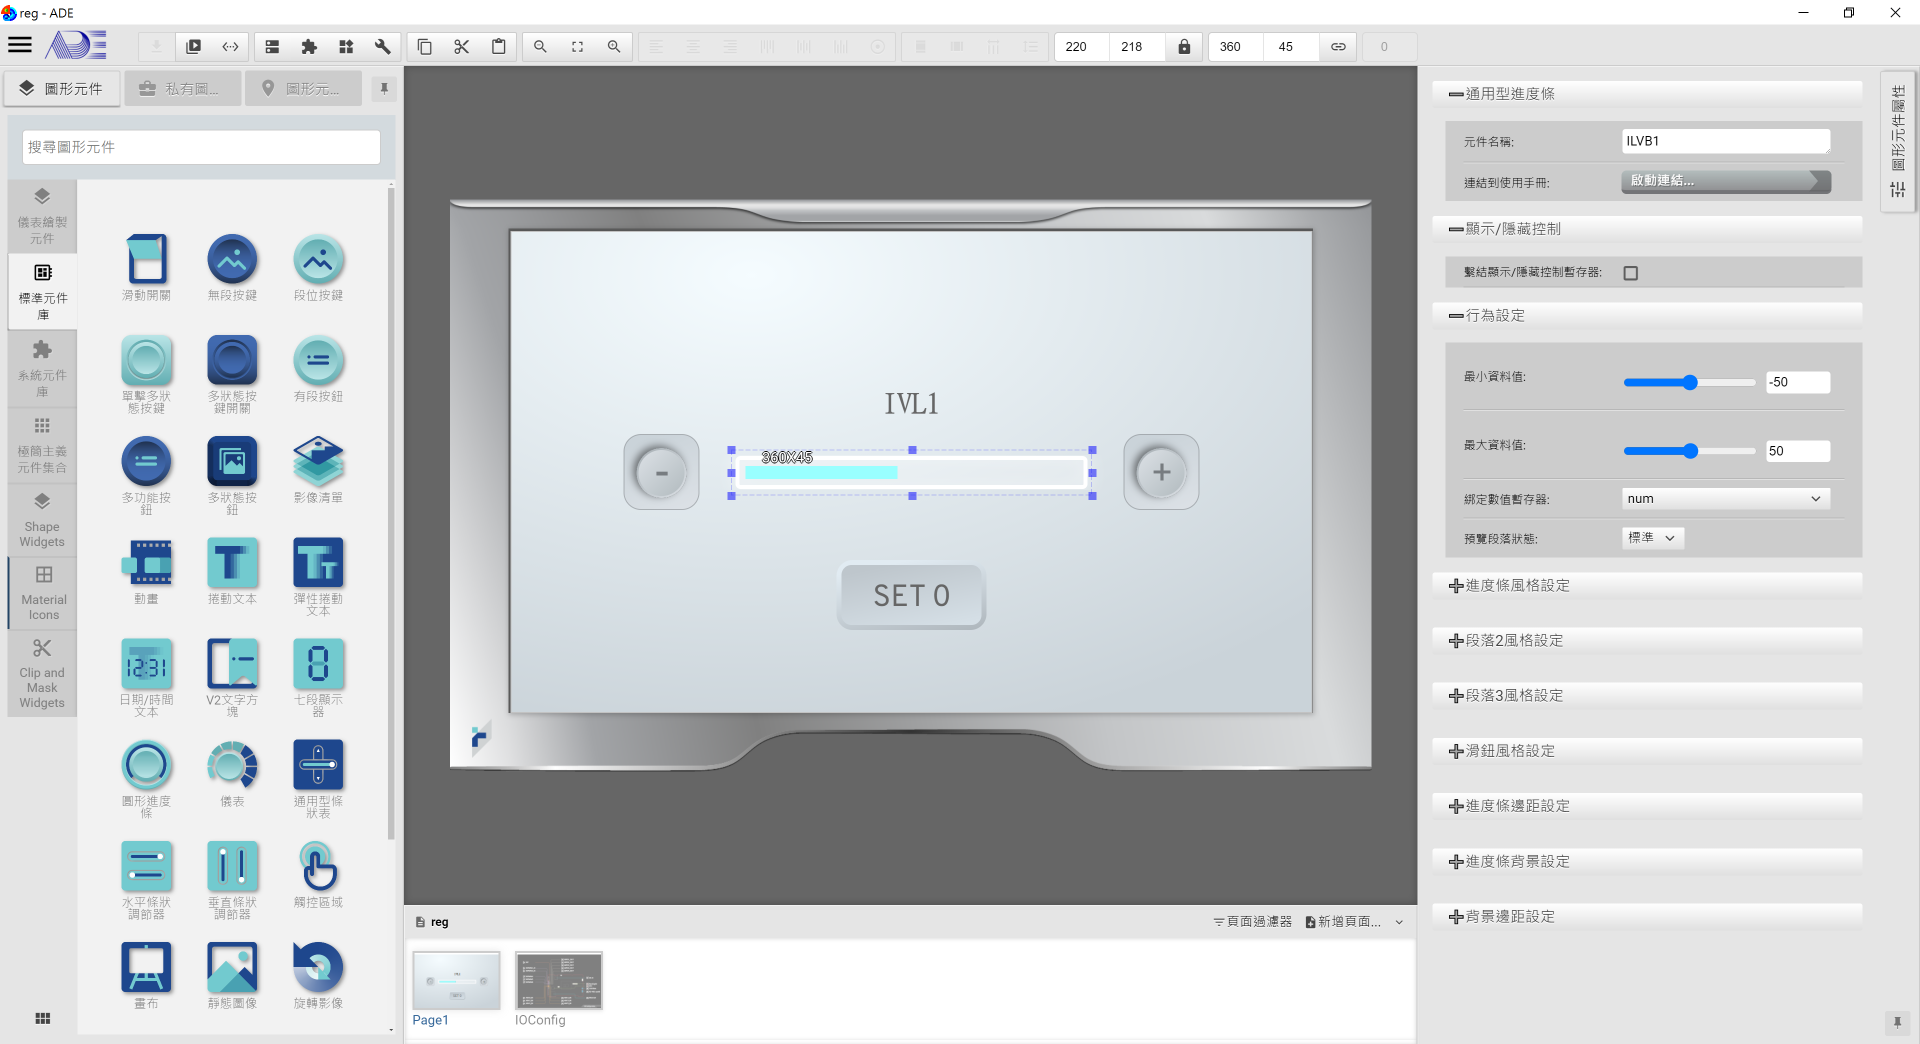 reg - ADE
ADE
220
218
360
45
0
圖形元件
私有圖...
圖形元...
搜尋圖形元件
儀表繪製
元件
標準元件
庫
系統元件
庫
極簡主義
元件集合
Shape
Widgets
Material
Icons
Clip and
Mask
Widgets
滑動開關
無段按鍵
段位按鍵
單擊多狀
態按鍵
多狀態按
鍵開關
有段按鈕
多功能按
鈕
多狀態按
鈕
影像清單
動畫
捲動文本
彈性捲動
文本
12:31
日期/時間
文本
V2文字方
塊
七段顯示
器
圓形進度
條
儀表
通用型條
狀表
水平條狀
調節器
垂直條狀
調節器
觸控區域
畫布
靜態圖像
旋轉影像
IVL1
360X45
-
+
SET 0
reg
頁面過濾器
新增頁面...
Page1
IOConfig
通用型進度條
元件名稱:
ILVB1
連結到使用手冊:
啟動連結...
顯示/隱藏控制
繫結顯示/隱藏控制暫存器:
行為設定
最小資料值:
-50
最大資料值:
50
綁定數值暫存器:
num
預覽段落狀態:
標準
進度條風格設定
段落2風格設定
段落3風格設定
滑鈕風格設定
進度條邊距設定
進度條背景設定
背景邊距設定
圖形元件屬性